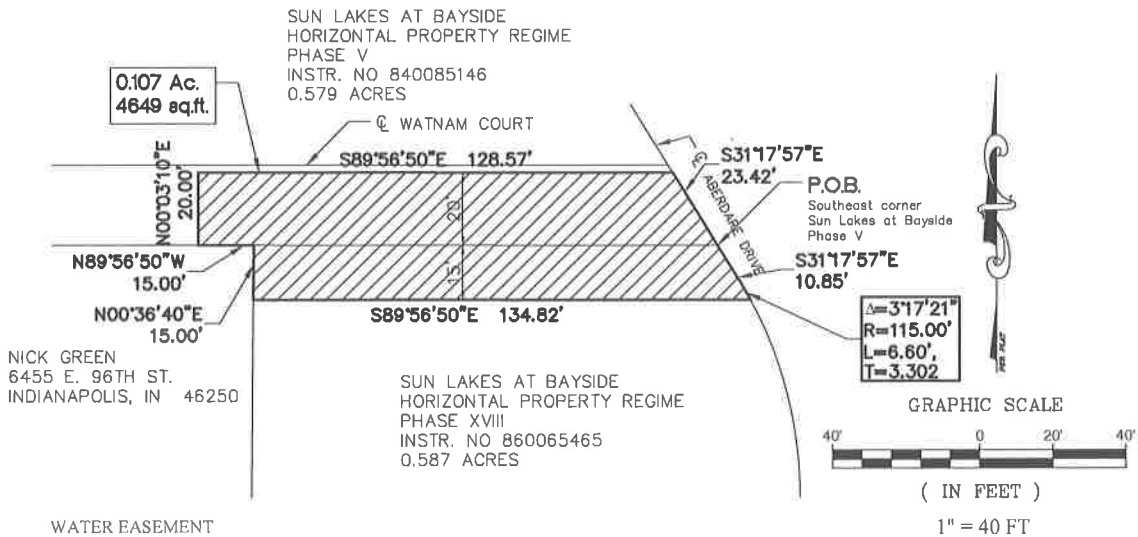 SUN LAKES AT BAYSIDE
HORIZONTAL PROPERTY REGIME
PHASE V
INSTR. NO 840085146
0.579 ACRES
0.107 Ac.
4649 sq.ft.
℄ WATNAM COURT
S89°56'50"E 128.57'
S31°17'57"E
23.42'
℄ ABERDARE DRIVE
P.O.B.
Southeast corner
Sun Lakes at Bayside
Phase V
N00°03'10"E
20.00'
20'
15'
N89°56'50"W
15.00'
S31°17'57"E
10.85'
N00°36'40"E
15.00'
S89°56'50"E 134.82'
Δ=3°17'21"
R=115.00'
L=6.60',
T=3.302
PER PLAT
NICK GREEN
6455 E. 96TH ST.
INDIANAPOLIS, IN 46250
SUN LAKES AT BAYSIDE
HORIZONTAL PROPERTY REGIME
PHASE XVIII
INSTR. NO 860065465
0.587 ACRES
GRAPHIC SCALE
40' 0 20' 40'
( IN FEET )
1" = 40 FT
WATER EASEMENT